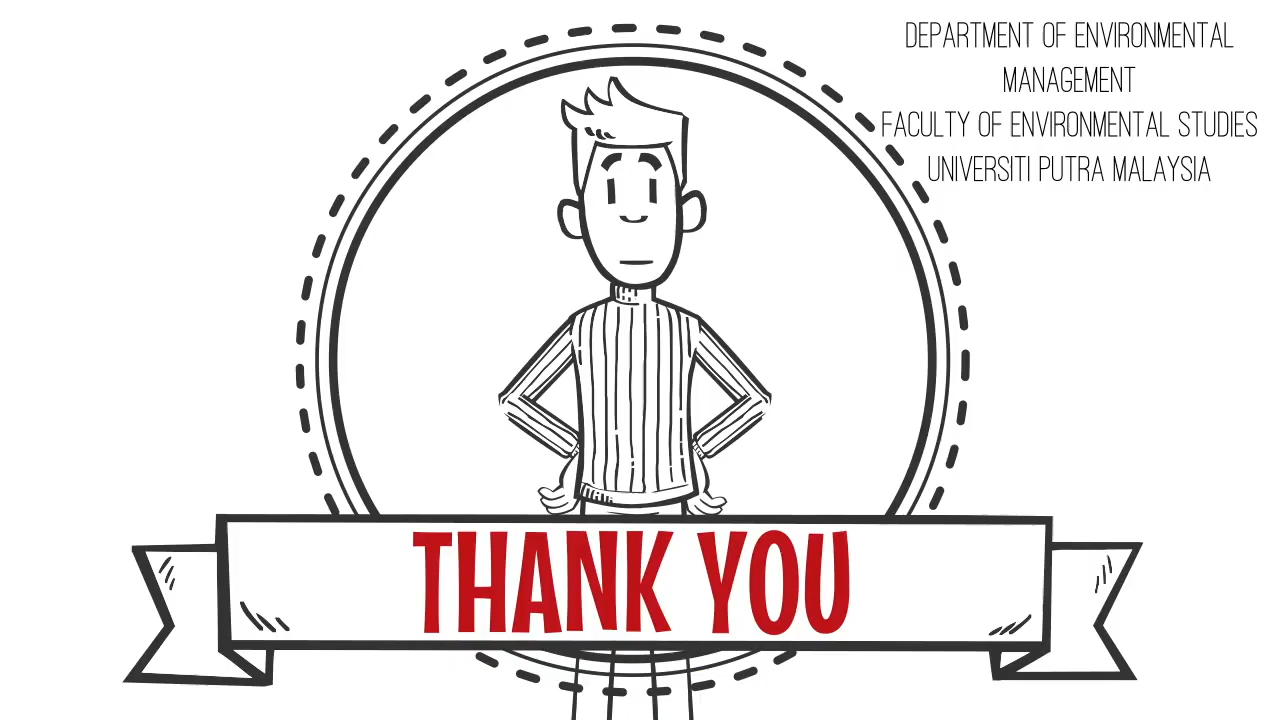 DEPARTMENT OF ENVIRONMENTAL
MANAGEMENT
FACULTY OF ENVIRONMENTAL STUDIES
UNIVERSITI PUTRA MALAYSIA
THANK YOU